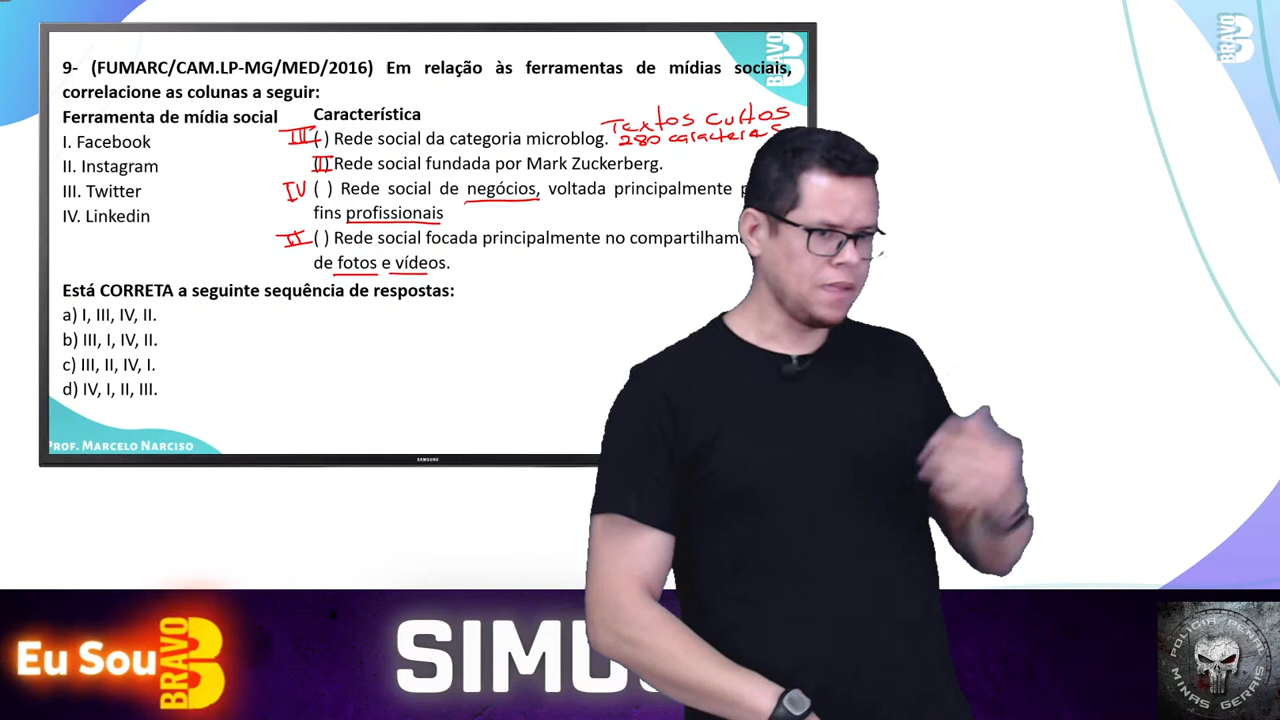 BRAVO
BRAVO
9- (FUMARC/CAM.LP-MG/MED/2016) Em relação às ferramentas de mídias sociais,
correlacione as colunas a seguir:
Ferramenta de mídia social
I. Facebook
II. Instagram
III. Twitter
IV. Linkedin
Característica
Textos curtos
280 caracteres
III ( ) Rede social da categoria microblog.
( ) Rede social fundada por Mark Zuckerberg.
IV ( ) Rede social de negócios, voltada principalmente
fins profissionais
II ( ) Rede social focada principalmente no
de fotos e vídeos.
Está CORRETA a seguinte sequência de respostas:
a) I, III, IV, II.
b) III, I, IV, II.
c) III, II, IV, I.
d) IV, I, II, III.
PROF. MARCELO NARCISO
SAMSUNG
Eu Sou
BRAVO
POLÍCIA
MINAS GERAIS